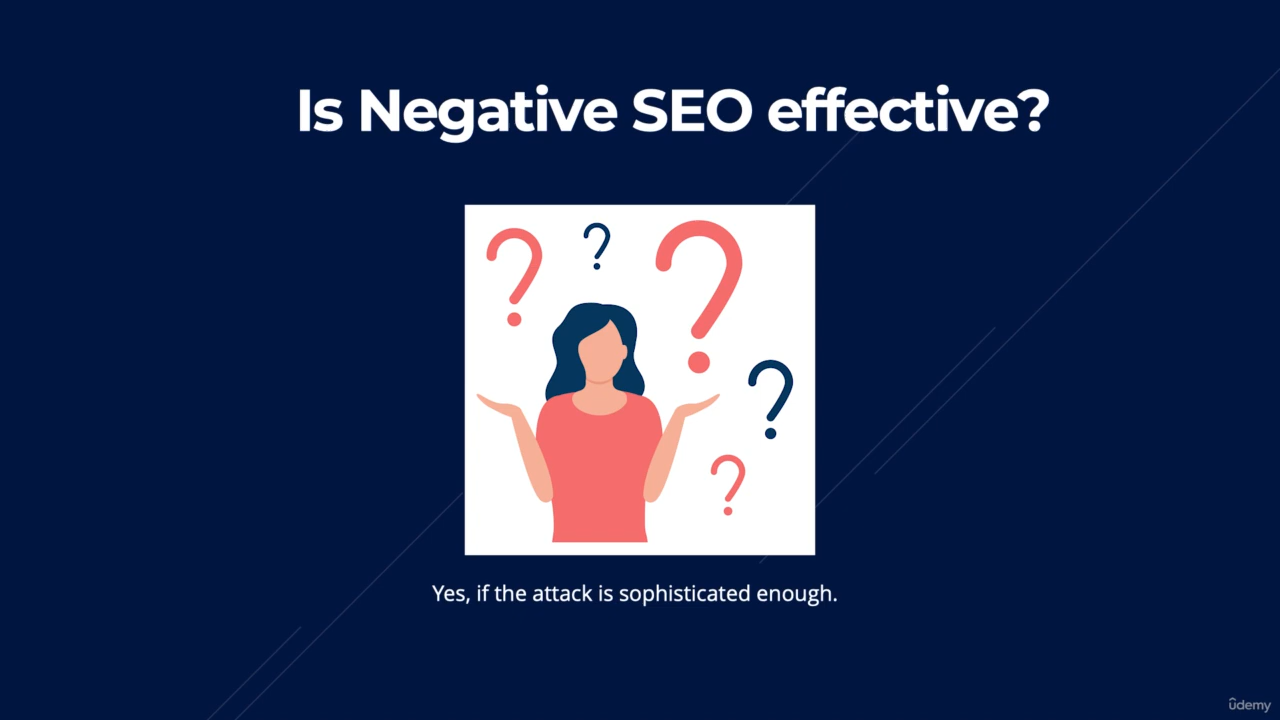 Is Negative SEO effective?
Yes, if the attack is sophisticated enough.
ûdemy